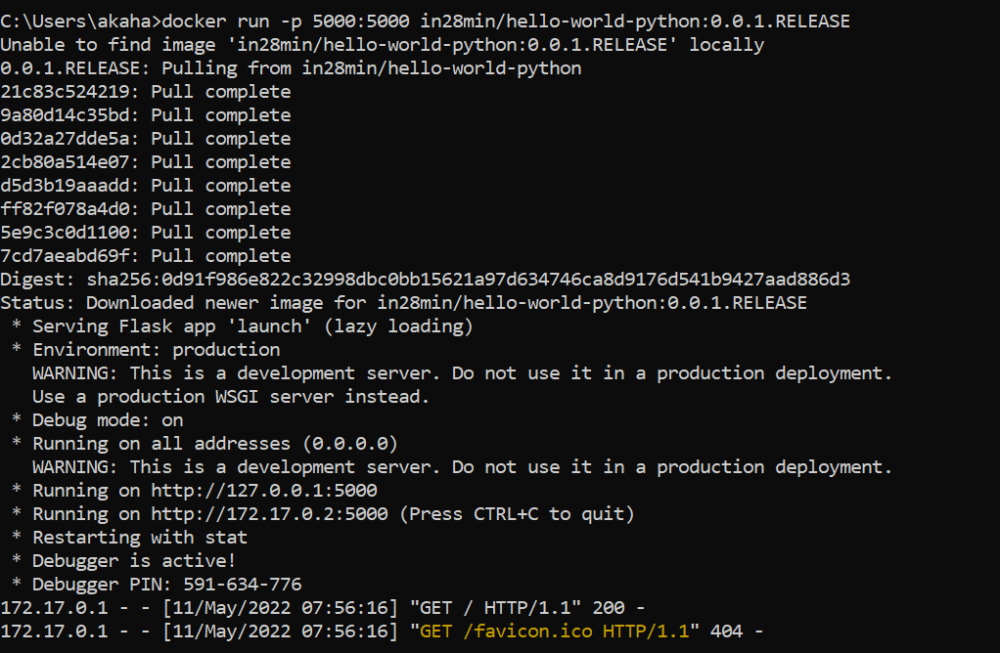 C:\Users\akaha>docker run -p 5000:5000 in28min/hello-world-python:0.0.1.RELEASE
Unable to find image 'in28min/hello-world-python:0.0.1.RELEASE' locally
0.0.1.RELEASE: Pulling from in28min/hello-world-python
21c83c524219: Pull complete
9a80d14c35bd: Pull complete
0d32a27dde5a: Pull complete
2cb80a514e07: Pull complete
d5d3b19aaadd: Pull complete
ff82f078a4d0: Pull complete
5e9c3c0d1100: Pull complete
7cd7aeabd69f: Pull complete
Digest: sha256:0d91f986e822c32998dbc0bb15621a97d634746ca8d9176d541b9427aad886d3
Status: Downloaded newer image for in28min/hello-world-python:0.0.1.RELEASE
 * Serving Flask app 'launch' (lazy loading)
 * Environment: production
   WARNING: This is a development server. Do not use it in a production deployment.
   Use a production WSGI server instead.
 * Debug mode: on
 * Running on all addresses (0.0.0.0)
   WARNING: This is a development server. Do not use it in a production deployment.
 * Running on http://127.0.0.1:5000
 * Running on http://172.17.0.2:5000 (Press CTRL+C to quit)
 * Restarting with stat
 * Debugger is active!
 * Debugger PIN: 591-634-776
172.17.0.1 - - [11/May/2022 07:56:16] "GET / HTTP/1.1" 200 -
172.17.0.1 - - [11/May/2022 07:56:16] "GET /favicon.ico HTTP/1.1" 404 -